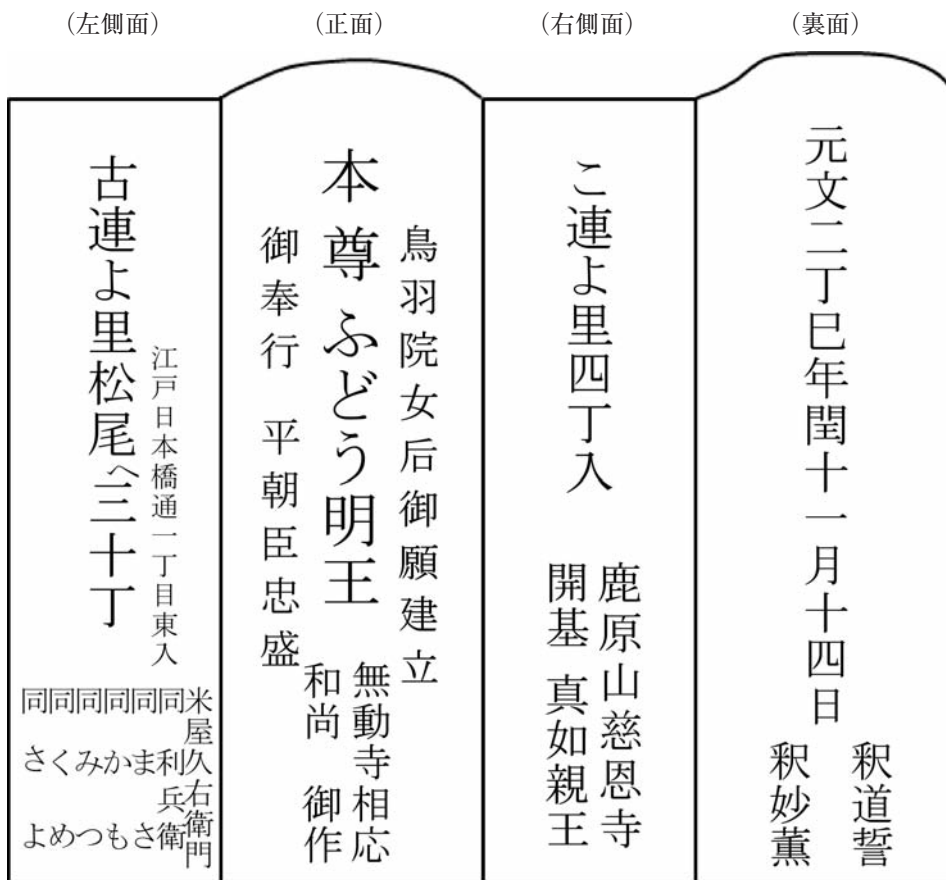 （左側面）
江戸日本橋通一丁目東入
古連よ里松尾へ三十丁
米屋久右衛門
同 利兵衛
同 まさ
同 かも
同 みつ
同 くめ
同 さよ
（正面）
鳥羽院女后御願建立
本尊ふどう明王
無動寺相応
和尚 御作
御奉行 平朝臣忠盛
（右側面）
こ連よ里四丁入
鹿原山慈恩寺
開基 真如親王
（裏面）
元文二丁巳年閏十一月十四日
釈道誓
釈妙薫